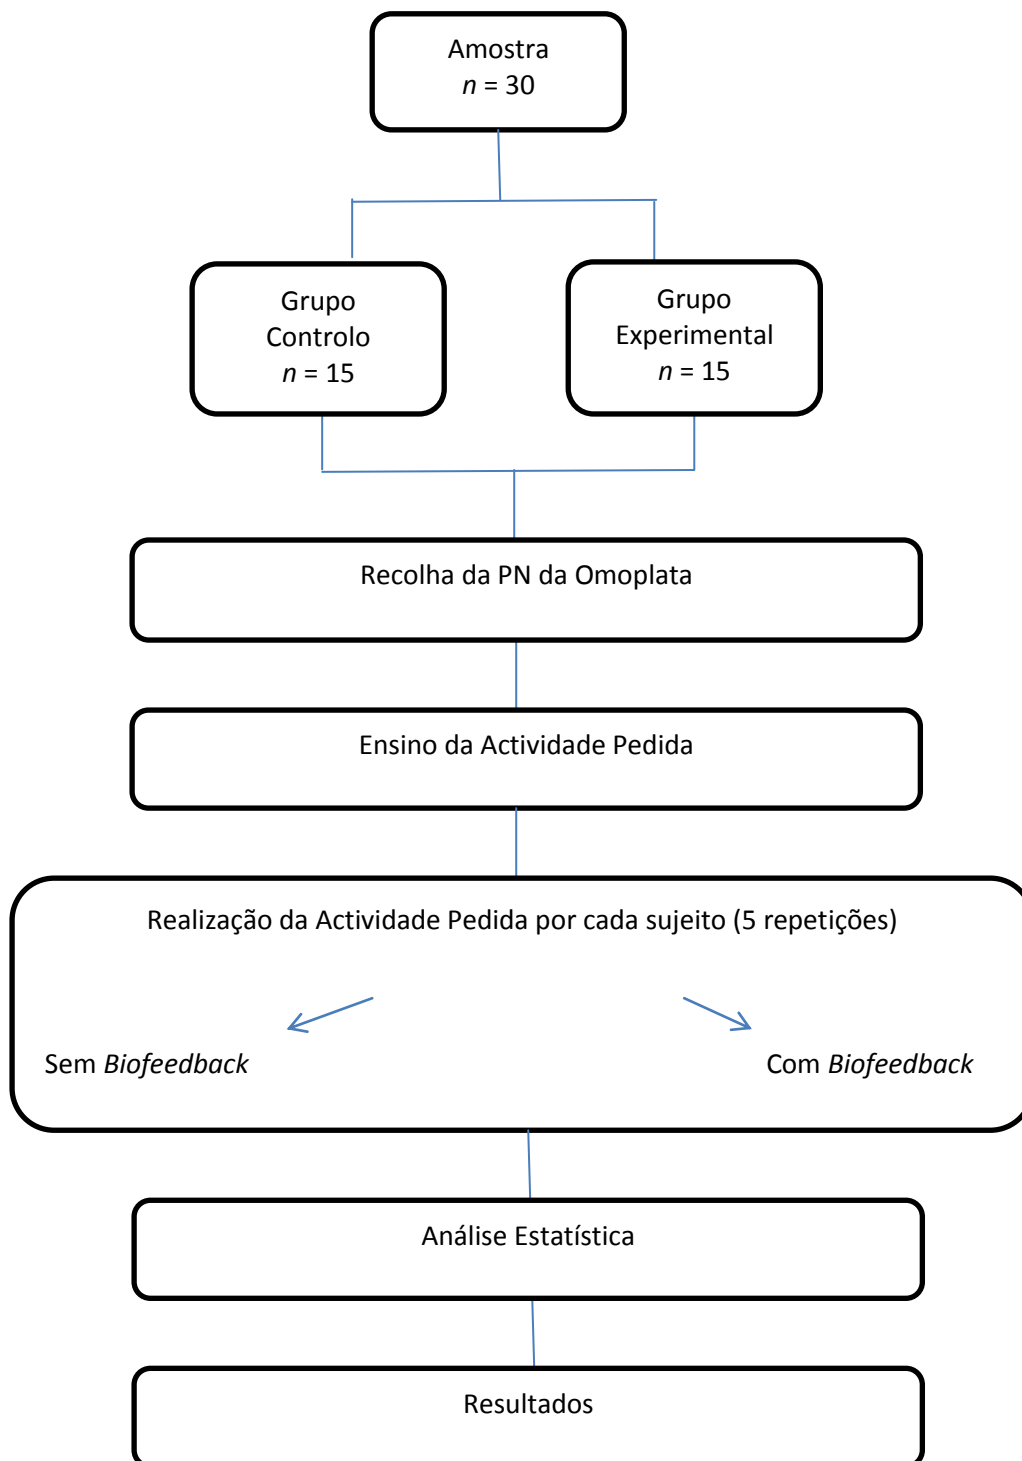 Amostra
n = 30
Grupo
Controlo
n = 15
Grupo
Experimental
n = 15
Recolha da PN da Omoplata
Ensino da Actividade Pedida
Realização da Actividade Pedida por cada sujeito (5 repetições)
Sem Biofeedback
Com Biofeedback
Análise Estatística
Resultados